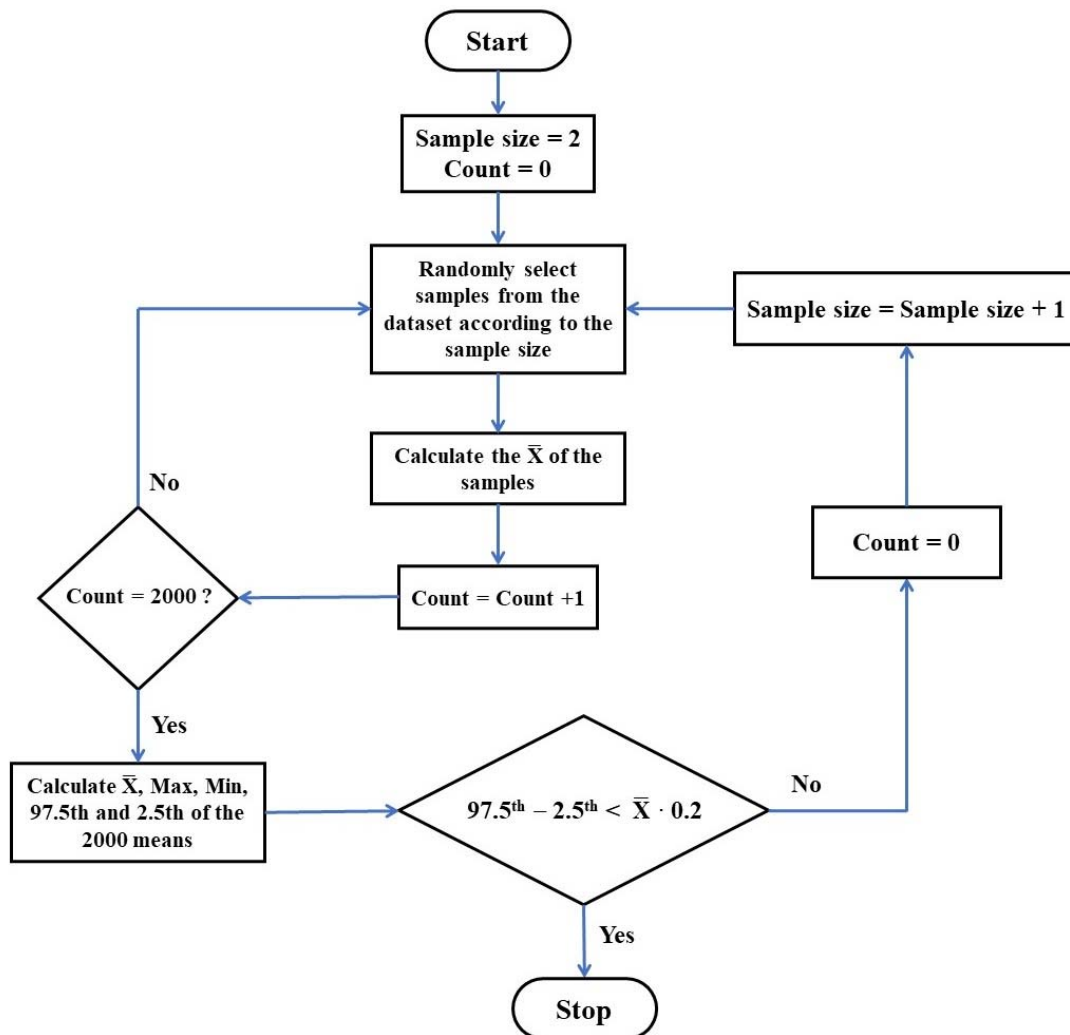 Start
Sample size = 2
Count = 0
Randomly select
samples from the
dataset according to the
sample size
Sample size = Sample size + 1
Calculate the X̅ of the
samples
No
Count = 0
Count = 2000 ?
Count = Count +1
Yes
Calculate X̅, Max, Min,
97.5th and 2.5th of the
2000 means
97.5th – 2.5th < X̅ · 0.2
No
Yes
Stop